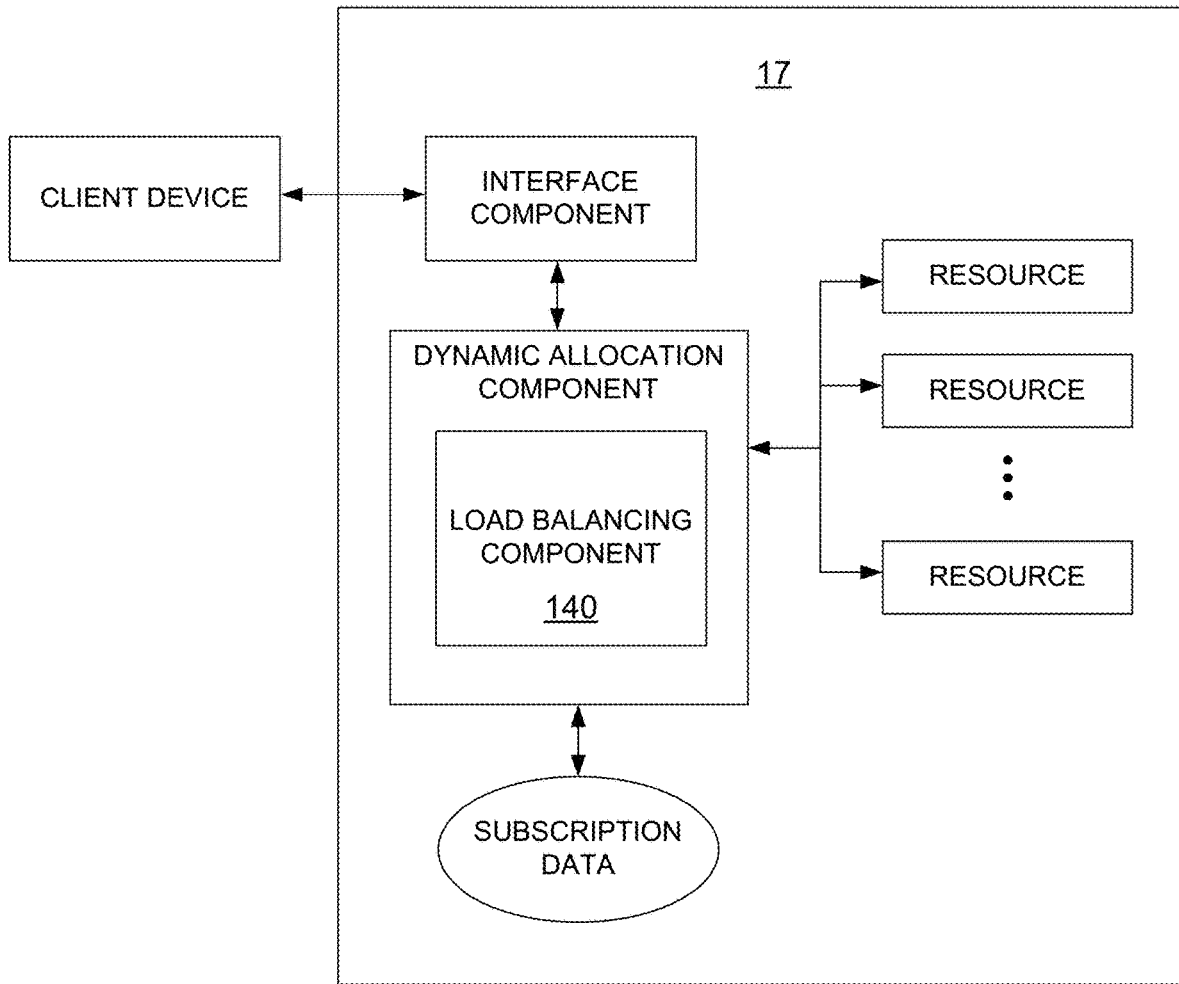 17
CLIENT DEVICE
INTERFACE
COMPONENT
RESOURCE
DYNAMIC ALLOCATION
COMPONENT
RESOURCE
LOAD BALANCING
COMPONENT
140
RESOURCE
SUBSCRIPTION
DATA